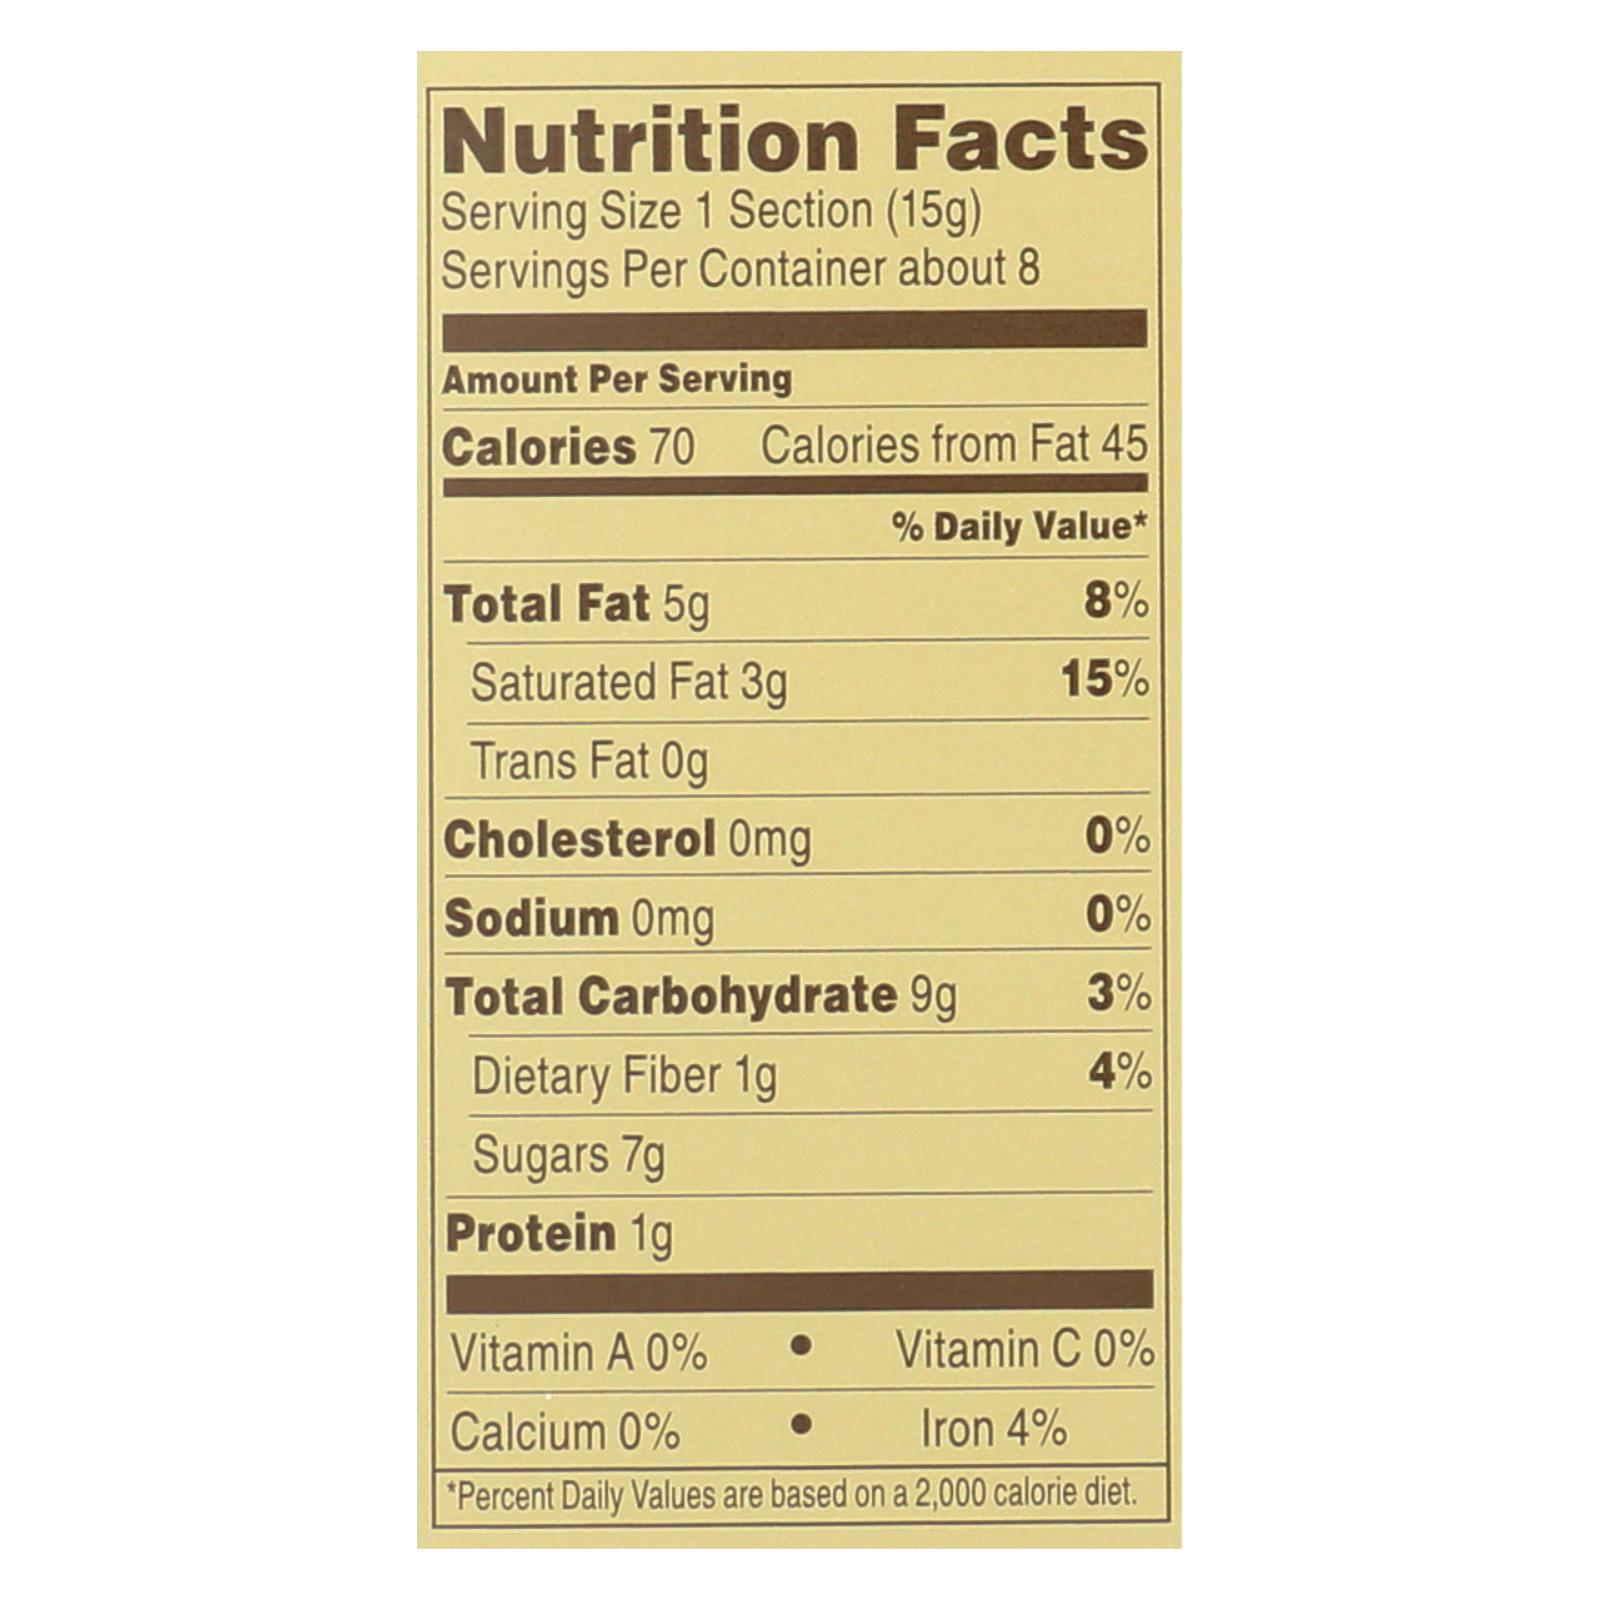 Nutrition Facts
Serving Size 1 Section (15g)
Servings Per Container about 8
Amount Per Serving
Calories 70 Calories from Fat 45
% Daily Value*
Total Fat 5g 8%
Saturated Fat 3g 15%
Trans Fat 0g
Cholesterol 0mg 0%
Sodium 0mg 0%
Total Carbohydrate 9g 3%
Dietary Fiber 1g 4%
Sugars 7g
Protein 1g
Vitamin A 0% • Vitamin C 0%
Calcium 0% • Iron 4%
*Percent Daily Values are based on a 2,000 calorie diet.